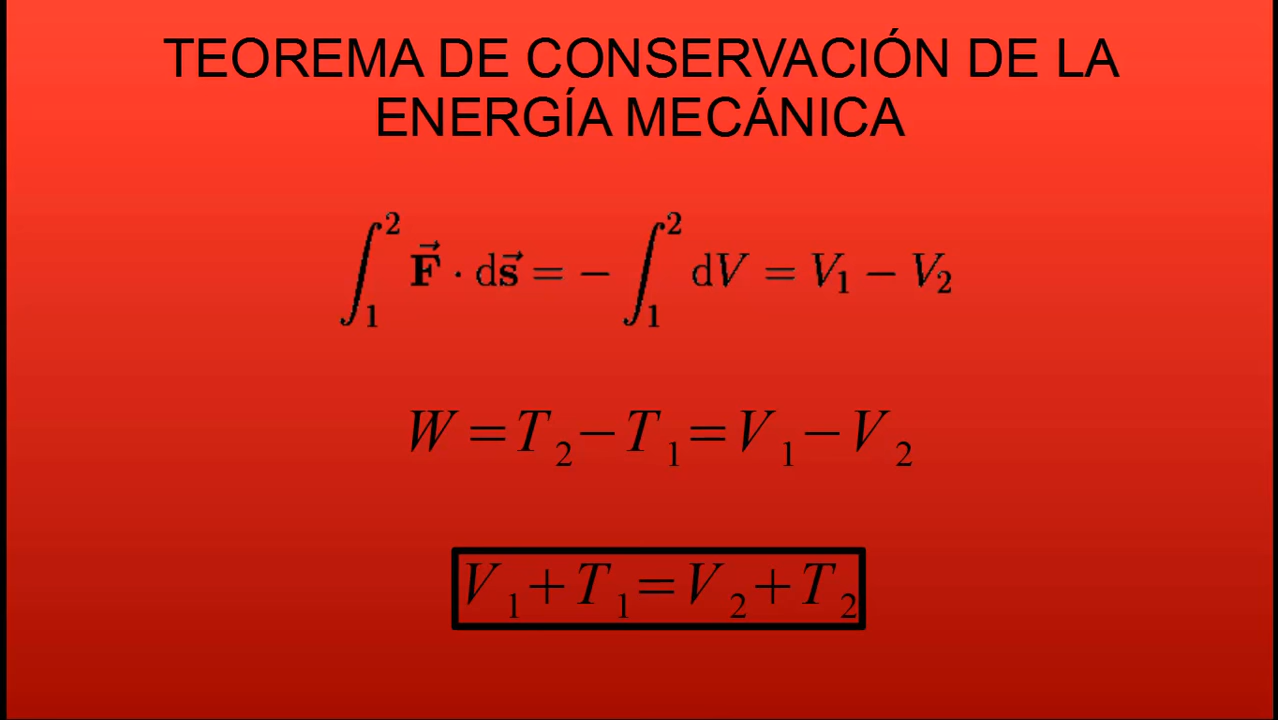 TEOREMA DE CONSERVACIÓN DE LA
ENERGÍA MECÁNICA
∫₁² F⃗ · ds⃗ = − ∫₁² dV = V₁ − V₂
W = T₂ − T₁ = V₁ − V₂
V₁ + T₁ = V₂ + T₂